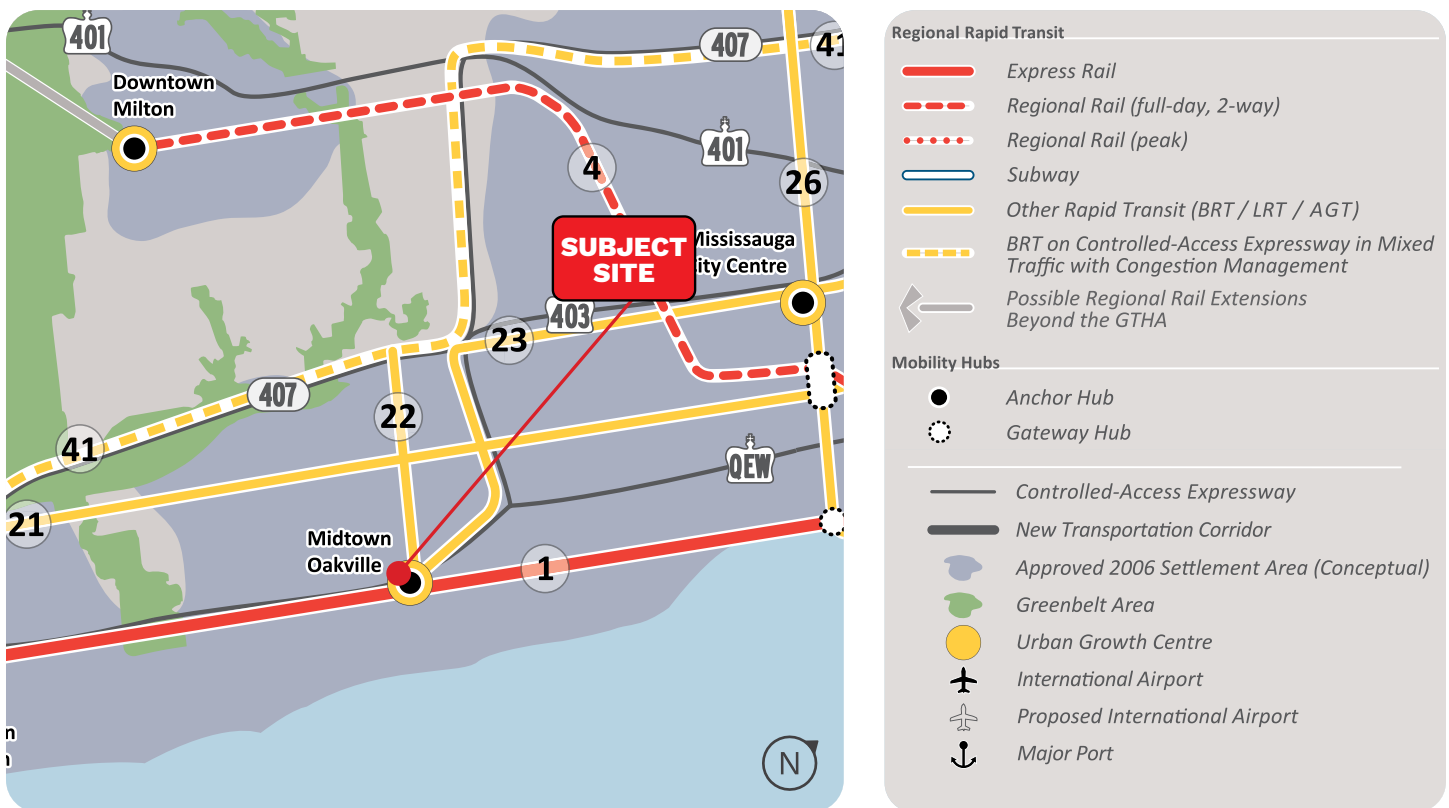 401
407
41
Downtown
Milton
401
4
26
SUBJECT
SITE
Mississauga
City Centre
403
23
407
22
41
21
QEW
Midtown
Oakville
1
n
N
Regional Rapid Transit
Express Rail
Regional Rail (full-day, 2-way)
Regional Rail (peak)
Subway
Other Rapid Transit (BRT / LRT / AGT)
BRT on Controlled-Access Expressway in Mixed
Traffic with Congestion Management
Possible Regional Rail Extensions
Beyond the GTHA
Mobility Hubs
Anchor Hub
Gateway Hub
Controlled-Access Expressway
New Transportation Corridor
Approved 2006 Settlement Area (Conceptual)
Greenbelt Area
Urban Growth Centre
International Airport
Proposed International Airport
Major Port